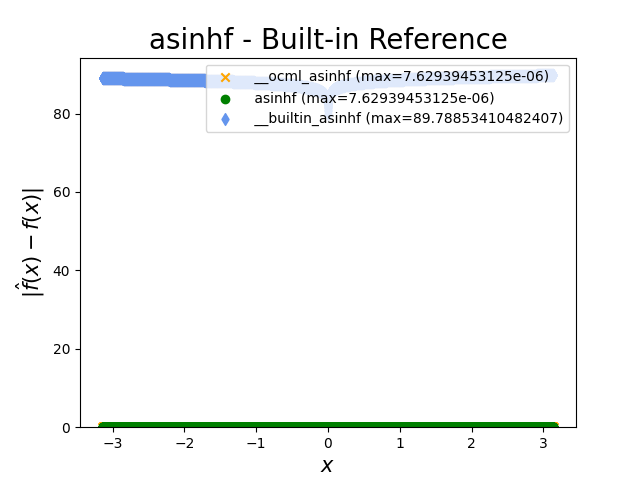 asinhf - Built-in Reference
__ocml_asinhf (max=7.62939453125e-06)
asinhf (max=7.62939453125e-06)
__builtin_asinhf (max=89.78853410482407)
80
60
40
20
0
|f̂(x) − f(x)|
−3 −2 −1 0 1 2 3
x